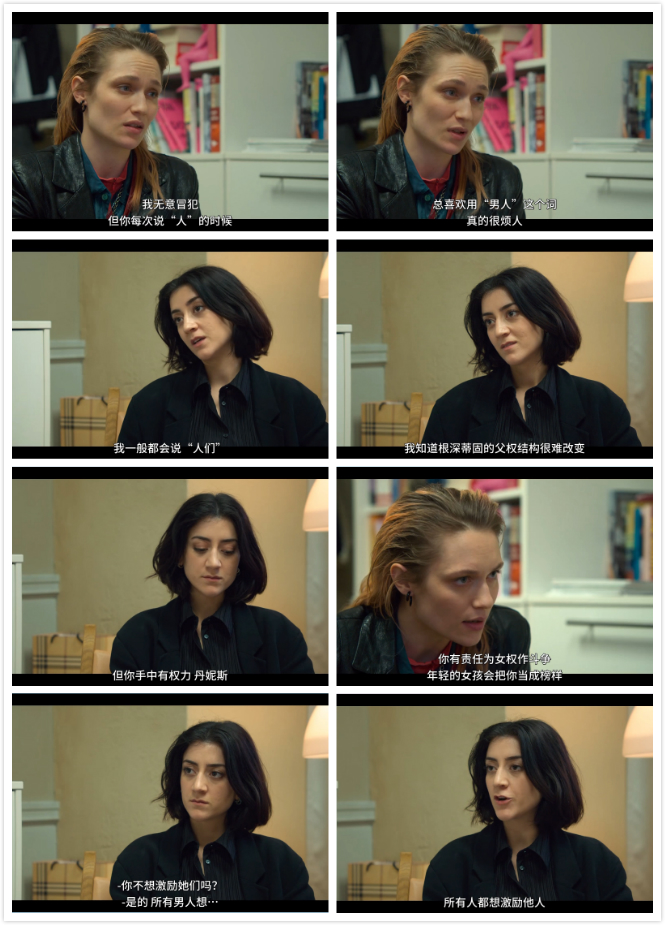 我无意冒犯
但你每次说“人”的时候
总喜欢用“男人”这个词
真的很烦人
我一般都会说“人们”
我知道根深蒂固的父权结构很难改变
但你手中有权力 丹妮斯
你有责任为女权作斗争
年轻的女孩会把你当成榜样
-你不想激励她们吗？
-是的 所有男人想…
所有人都想激励他人